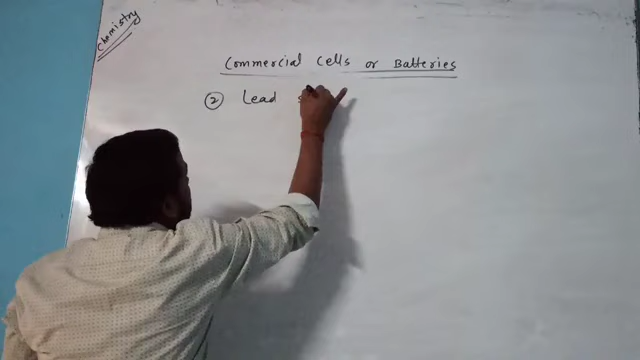 Chemistry
Commercial Cells or Batteries
② Lead s